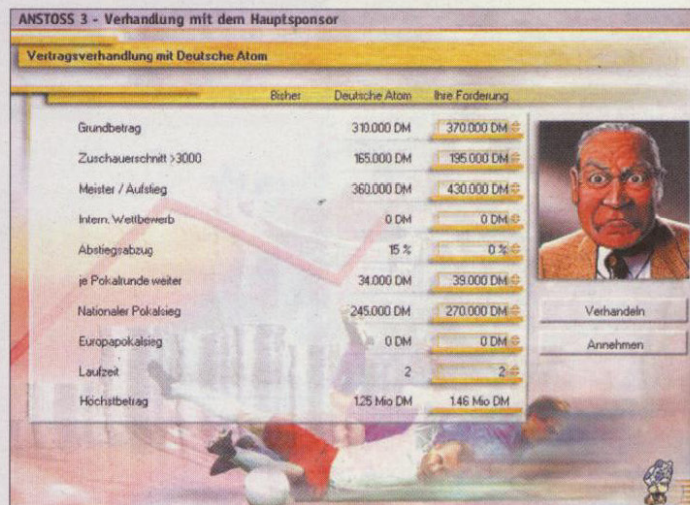 ANSTOSS 3 - Verhandlung mit dem Hauptsponsor
Vertragsverhandlung mit Deutsche Atom
Bisher Deutsche Atom Ihre Forderung
Grundbetrag 310.000 DM 370.000 DM
Zuschauerschnitt >3000 165.000 DM 195.000 DM
Meister / Aufstieg 360.000 DM 430.000 DM
Intern. Wettbewerb 0 DM 0 DM
Abstiegsabzug 15 % 0 %
je Pokalrunde weiter 34.000 DM 39.000 DM
Nationaler Pokalsieg 245.000 DM 270.000 DM
Europapokalsieg 0 DM 0 DM
Laufzeit 2 2
Höchstbetrag 1.25 Mio DM 1.46 Mio DM
Verhandeln
Annehmen